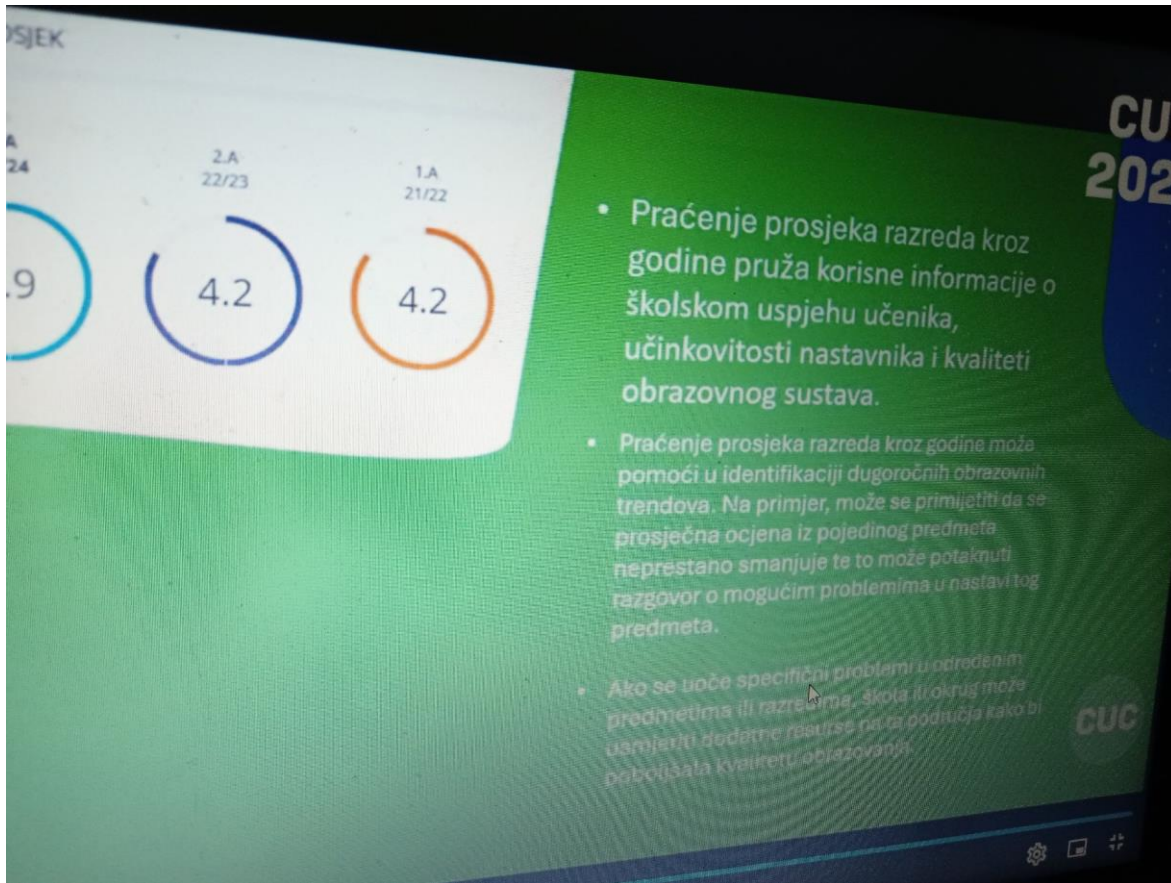 OSJEK
A
24
.9
2.A
22/23
4.2
1.A
21/22
4.2
• Praćenje prosjeka razreda kroz
godine pruža korisne informacije o
školskom uspjehu učenika,
učinkovitosti nastavnika i kvaliteti
obrazovnog sustava.
• Praćenje prosjeka razreda kroz godine može
pomoći u identifikaciji dugoročnih obrazovnih
trendova. Na primjer, može se primijetiti da se
prosječna ocjena iz pojedinog predmeta
neprestano smanjuje te to može potaknuti
razgovor o mogućim problemima u nastavi tog
predmeta.
• Ako se uoče specifični problemi u određenim
predmetima ili razredima, škola ili okrug može
usmjeriti dodatne resurse na ta područja kako bi
poboljšala kvalitetu obrazovanja.
CU
202
CUC